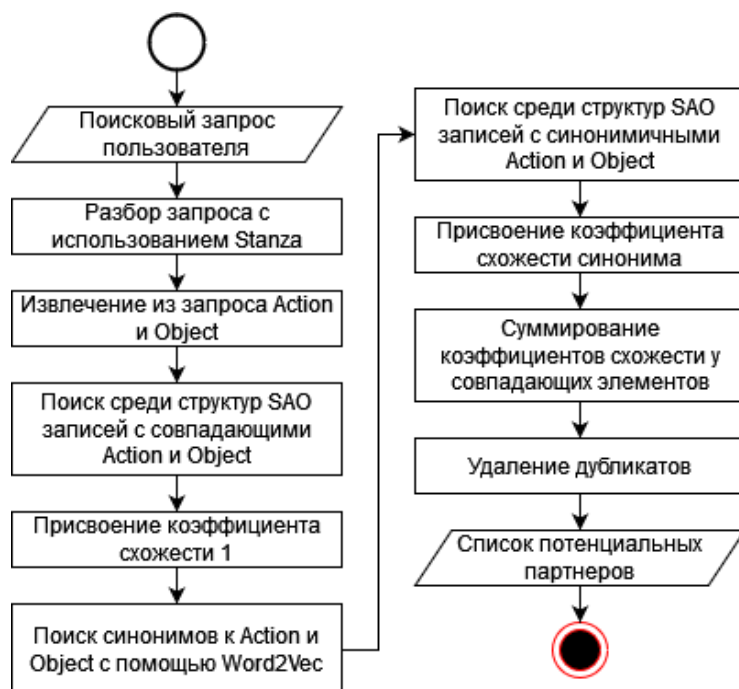 Поисковый запрос
пользователя
Разбор запроса с
использованием Stanza
Извлечение из запроса Action
и Object
Поиск среди структур SAO
записей с совпадающими
Action и Object
Присвоение коэффициента
схожести 1
Поиск синонимов к Action и
Object с помощью Word2Vec
Поиск среди структур SAO
записей с синонимичными
Action и Object
Присвоение коэффициента
схожести синонима
Суммирование
коэффициентов схожести у
совпадающих элементов
Удаление дубликатов
Список потенциальных
партнеров